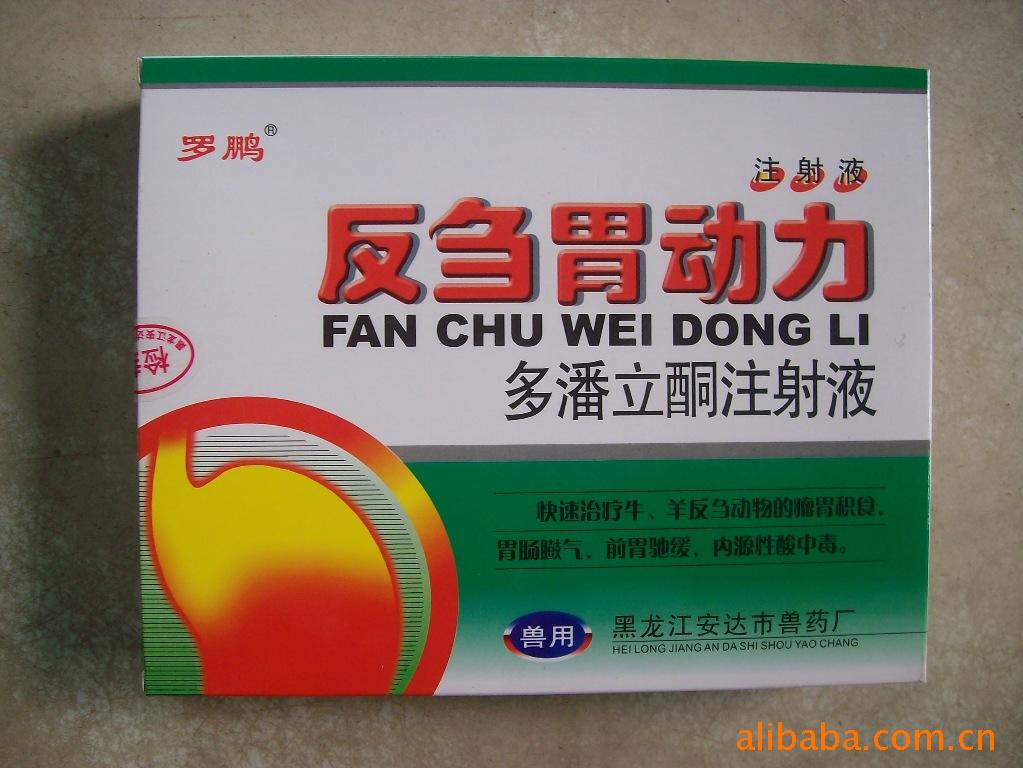 罗鹏®
注射液
反刍胃动力
FAN CHU WEI DONG LI
多潘立酮注射液
快速治疗牛、羊反刍动物的瘤胃积食，
胃肠臌气，前胃驰缓，内源性酸中毒。
兽用
黑龙江安达市兽药厂
HEI LONG JIANG AN DA SHI SHOU YAO CHANG
alibaba.com.cn